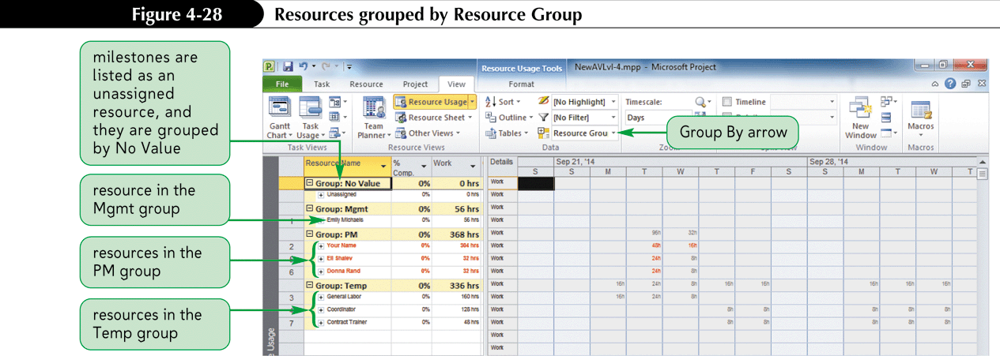 Figure 4-28 Resources grouped by Resource Group
milestones are
listed as an
unassigned
resource, and
they are grouped
by No Value
resource in the
Mgmt group
resources in the
PM group
resources in the
Temp group
Resource Usage Tools NewAVLvl-4.mpp - Microsoft Project
File Task Resource Project View Format
Resource Usage Sort [No Highlight] Timescale: Timeline
Gantt Chart Task Usage Team Planner Resource Sheet Outline [No Filter] Days New Window Macros
Other Views Tables Resource Grou
Group By arrow
Task Views Resource Views Data Window Macros
Resource Name % Comp. Work Details Sep 21, '14 Sep 28, '14
S S M T W T F S S M T W T
Group: No Value 0% 0 hrs Work
Unassigned 0% 0 hrs Work
Group: Mgmt 0% 56 hrs Work
1 Emily Michaels 0% 56 hrs Work
Group: PM 0% 368 hrs Work 96h 32h
2 Your Name 0% 304 hrs Work 48h 16h
Eli Shalev 0% 32 hrs Work 24h 8h
6 Donna Rand 0% 32 hrs Work 24h 8h
Group: Temp 0% 336 hrs Work 16h 24h 8h 16h 16h 16h 16h 16h
3 General Labor 0% 160 hrs Work 16h 24h 8h
Coordinator 0% 128 hrs Work 8h 8h 8h 8h 8h
7 Contract Trainer 0% 48 hrs Work 8h 8h 8h 8h 8h
Work
Work
Usage